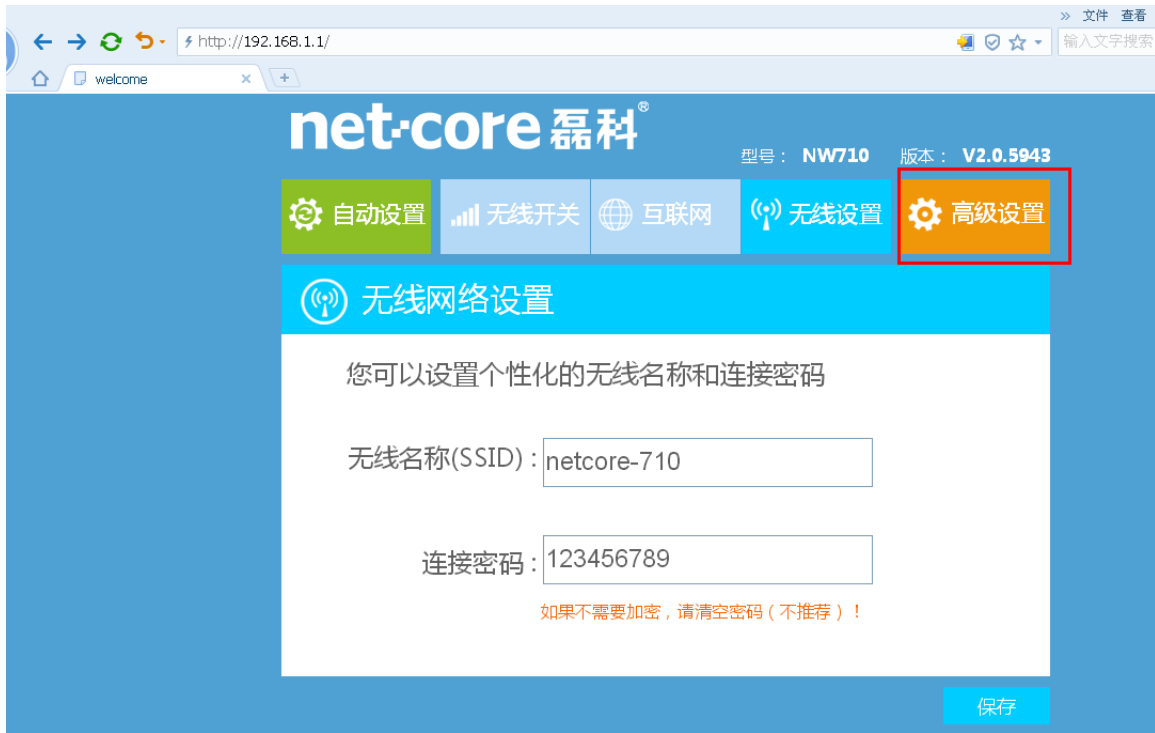 » 文件 查看
http://192.168.1.1/
输入文字搜索
welcome
net-core 磊科®
型号： NW710 版本： V2.0.5943
自动设置 无线开关 互联网 无线设置 高级设置
无线网络设置
您可以设置个性化的无线名称和连接密码
无线名称(SSID) : netcore-710
连接密码 : 123456789
如果不需要加密，请清空密码（不推荐）！
保存